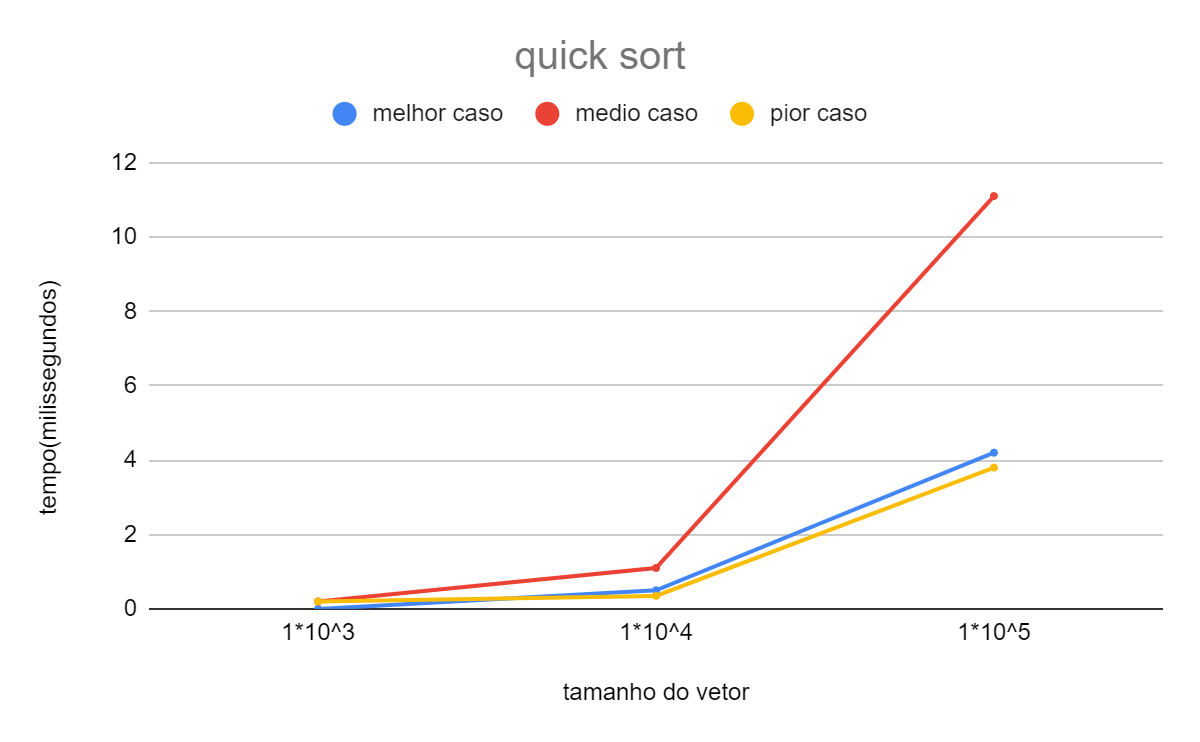 quick sort
melhor caso
medio caso
pior caso
12
10
8
6
4
2
0
tempo(milissegundos)
1*10^3
1*10^4
1*10^5
tamanho do vetor